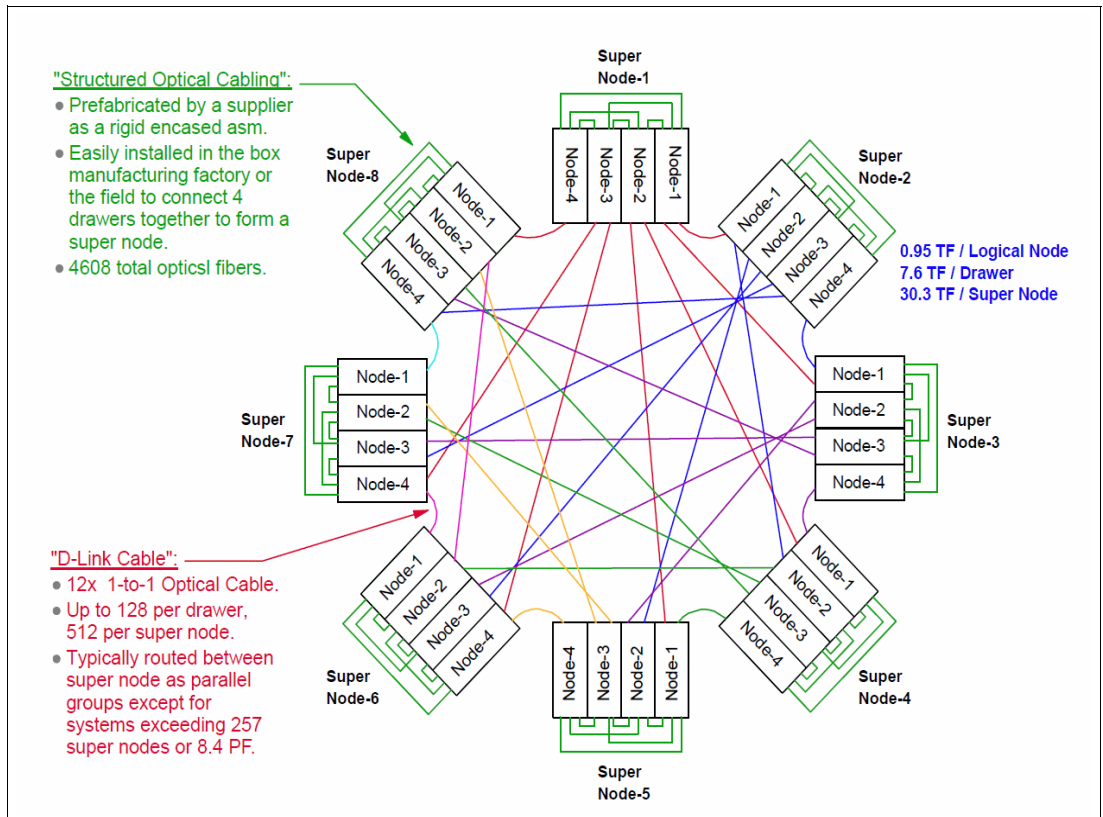 "Structured Optical Cabling":
● Prefabricated by a supplier
as a rigid encased asm.
● Easily installed in the box
manufacturing factory or
the field to connect 4
drawers together to form a
super node.
● 4608 total opticsl fibers.
Super
Node-1
Node-4
Node-3
Node-2
Node-1
Super
Node-2
Node-1
Node-2
Node-3
Node-4
0.95 TF / Logical Node
7.6 TF / Drawer
30.3 TF / Super Node
Super
Node-8
Node-1
Node-2
Node-3
Node-4
Super
Node-7
Node-1
Node-2
Node-3
Node-4
Super
Node-3
Node-1
Node-2
Node-3
Node-4
"D-Link Cable":
● 12x 1-to-1 Optical Cable.
● Up to 128 per drawer,
512 per super node.
● Typically routed between
super node as parallel
groups except for
systems exceeding 257
super nodes or 8.4 PF.
Super
Node-6
Node-1
Node-2
Node-3
Node-4
Super
Node-5
Node-4
Node-3
Node-2
Node-1
Super
Node-4
Node-1
Node-2
Node-3
Node-4